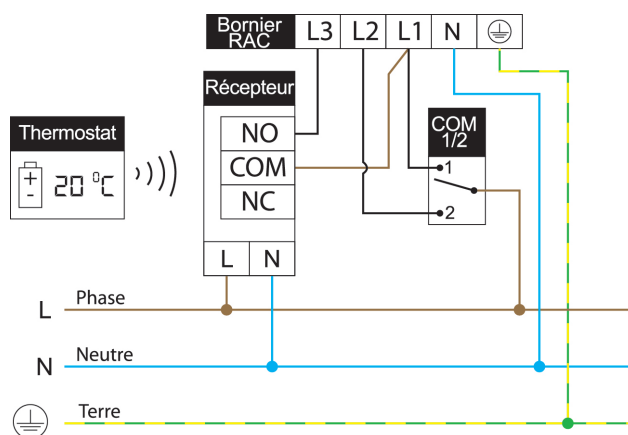 Bornier RAC L3 L2 L1 N
Récepteur
NO
COM
NC
L N
Thermostat
+
-
20 °C
COM
1/2
1
2
L Phase
N Neutre
Terre